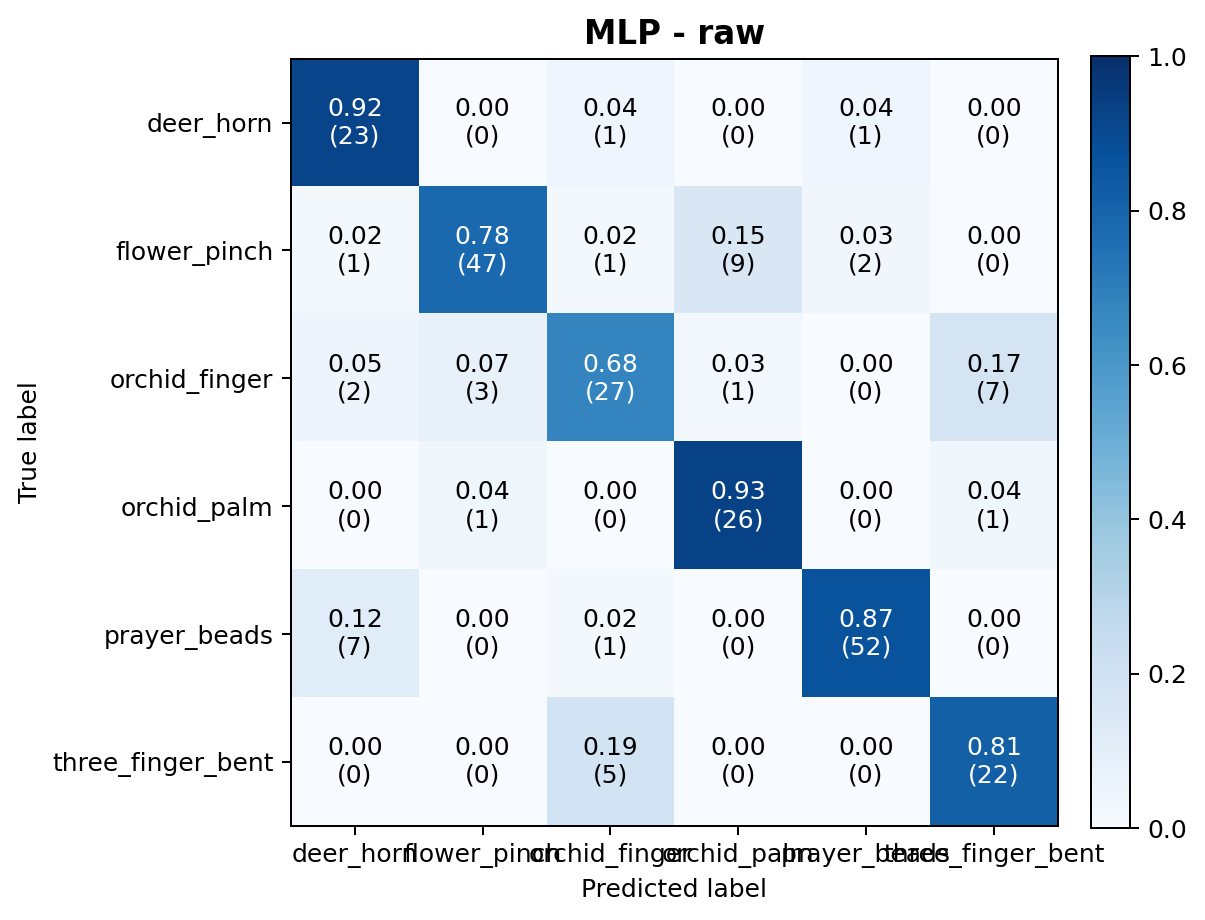 MLP - raw
1.0
0.92 0.00 0.04 0.00 0.04 0.00
deer_horn
(23) (0) (1) (0) (1) (0)
0.8
0.02 0.78 0.02 0.15 0.03 0.00
flower_pinch
(1) (47) (1) (9) (2) (0)
0.6
0.05 0.07 0.68 0.03 0.00 0.17
orchid_finger
(2) (3) (27) (1) (0) (7)
True label
0.00 0.04 0.00 0.93 0.00 0.04
orchid_palm
(0) (1) (0) (26) (0) (1)
0.4
0.12 0.00 0.02 0.00 0.87 0.00
prayer_beads
(7) (0) (1) (0) (52) (0)
0.2
0.00 0.00 0.19 0.00 0.00 0.81
three_finger_bent
(0) (0) (5) (0) (0) (22)
0.0
deer_horn flower_pinch orchid_finger orchid_palm prayer_beads three_finger_bent
Predicted label